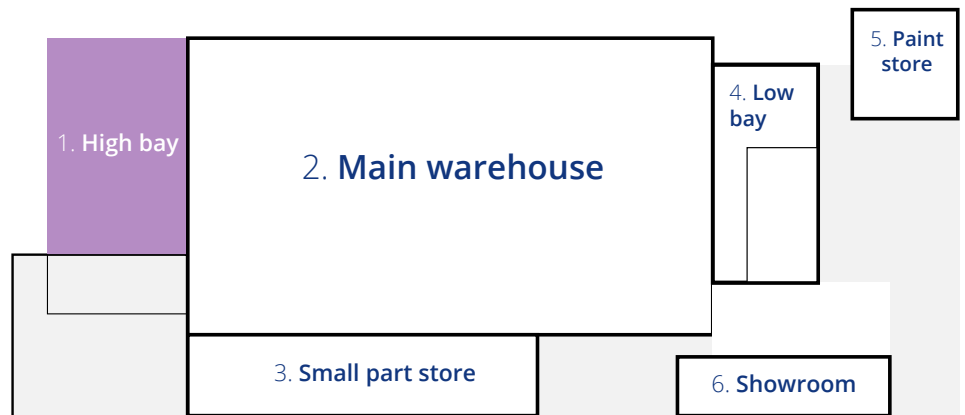 1. High bay
2. Main warehouse
3. Small part store
4. Low
bay
5. Paint
store
6. Showroom